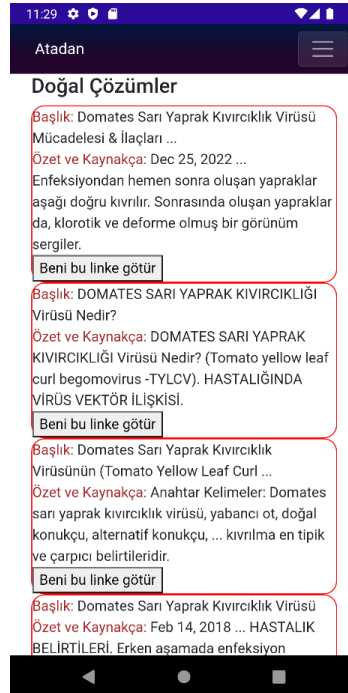 11:29
Atadan
Doğal Çözümler
Başlık: Domates Sarı Yaprak Kıvırcıklık Virüsü
Mücadelesi & İlaçları ...
Özet ve Kaynakça: Dec 25, 2022 ...
Enfeksiyondan hemen sonra oluşan yapraklar
aşağı doğru kıvrılır. Sonrasında oluşan yapraklar
da, klorotik ve deforme olmuş bir görünüm
sergiler.
Beni bu linke götür
Başlık: DOMATES SARI YAPRAK KIVIRCIKLIĞI
Virüsü Nedir?
Özet ve Kaynakça: DOMATES SARI YAPRAK
KIVIRCIKLIĞI Virüsü Nedir? (Tomato yellow leaf
curl begomovirus -TYLCV). HASTALIĞINDA
VİRÜS VEKTÖR İLİŞKİSİ.
Beni bu linke götür
Başlık: Domates Sarı Yaprak Kıvırcıklık
Virüsünün (Tomato Yellow Leaf Curl ...
Özet ve Kaynakça: Anahtar Kelimeler: Domates
sarı yaprak kıvırcıklık virüsü, yabancı ot, doğal
konukçu, alternatif konukçu, ... kıvrılma en tipik
ve çarpıcı belirtileridir.
Beni bu linke götür
Başlık: Domates Sarı Yaprak Kıvırcıklık Virüsü
Özet ve Kaynakça: Feb 14, 2018 ... HASTALIK
BELİRTİLERİ. Erken aşamada enfeksiyon